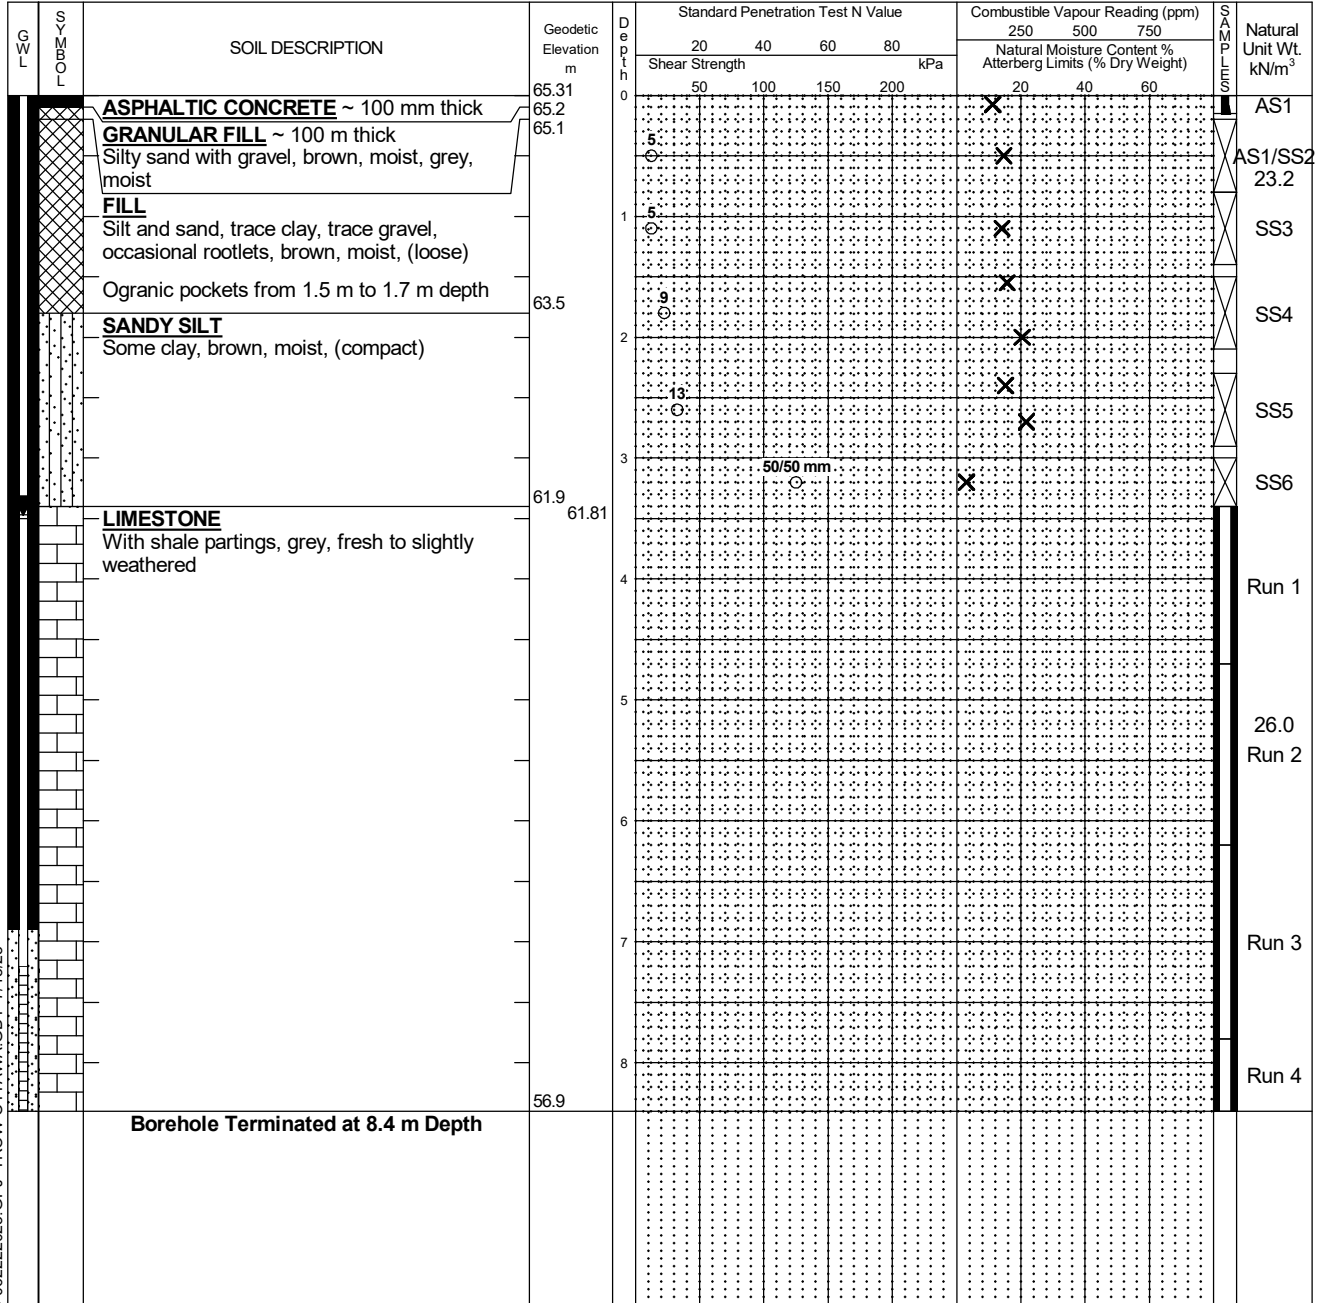 GWL
SYMBOL
SOIL DESCRIPTION
Geodetic
Elevation
m
Depth
Standard Penetration Test N Value
20 40 60 80
Shear Strength kPa
50 100 150 200
Combustible Vapour Reading (ppm)
250 500 750
Natural Moisture Content %
Atterberg Limits (% Dry Weight)
20 40 60
SAMPLES
Natural
Unit Wt.
kN/m³
65.31
0
ASPHALTIC CONCRETE ~ 100 mm thick
65.2
AS1
GRANULAR FILL ~ 100 m thick
65.1
Silty sand with gravel, brown, moist, grey,
moist
5
AS1/SS2
23.2
FILL
Silt and sand, trace clay, trace gravel,
occasional rootlets, brown, moist, (loose)
1
5
SS3
Ogranic pockets from 1.5 m to 1.7 m depth
63.5
9
SS4
SANDY SILT
Some clay, brown, moist, (compact)
2
13
SS5
3
50/50 mm
SS6
61.9
61.81
LIMESTONE
With shale partings, grey, fresh to slightly
weathered
4
Run 1
5
26.0
Run 2
6
7
Run 3
8
Run 4
56.9
Borehole Terminated at 8.4 m Depth